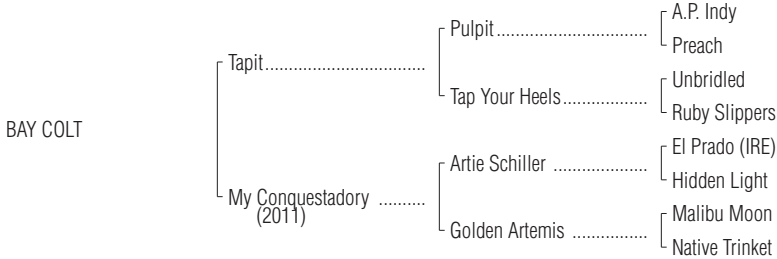 A.P. Indy
Pulpit..................................
Preach
Tapit....................................
Unbridled
Tap Your Heels...................
Ruby Slippers
BAY COLT
El Prado (IRE)
Artie Schiller .....................
Hidden Light
My Conquestadory ..........
(2011)
Malibu Moon
Golden Artemis .................
Native Trinket